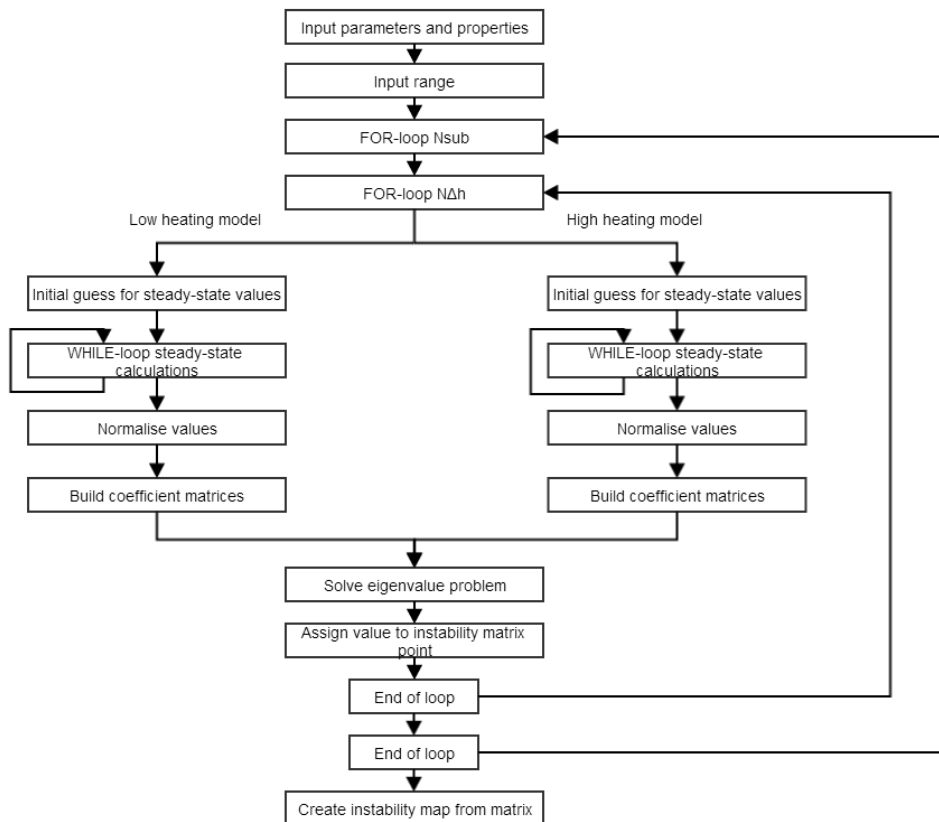 Input parameters and properties
Input range
FOR-loop Nsub
FOR-loop NΔh
Low heating model
High heating model
Initial guess for steady-state values
Initial guess for steady-state values
WHILE-loop steady-state
calculations
WHILE-loop steady-state
calculations
Normalise values
Normalise values
Build coefficient matrices
Build coefficient matrices
Solve eigenvalue problem
Assign value to instability matrix
point
End of loop
End of loop
Create instability map from matrix